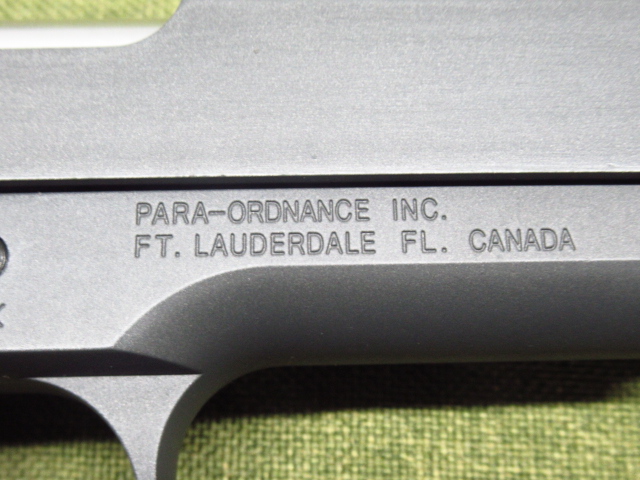 PARA-ORDNANCE INC.
FT. LAUDERDALE FL. CANADA